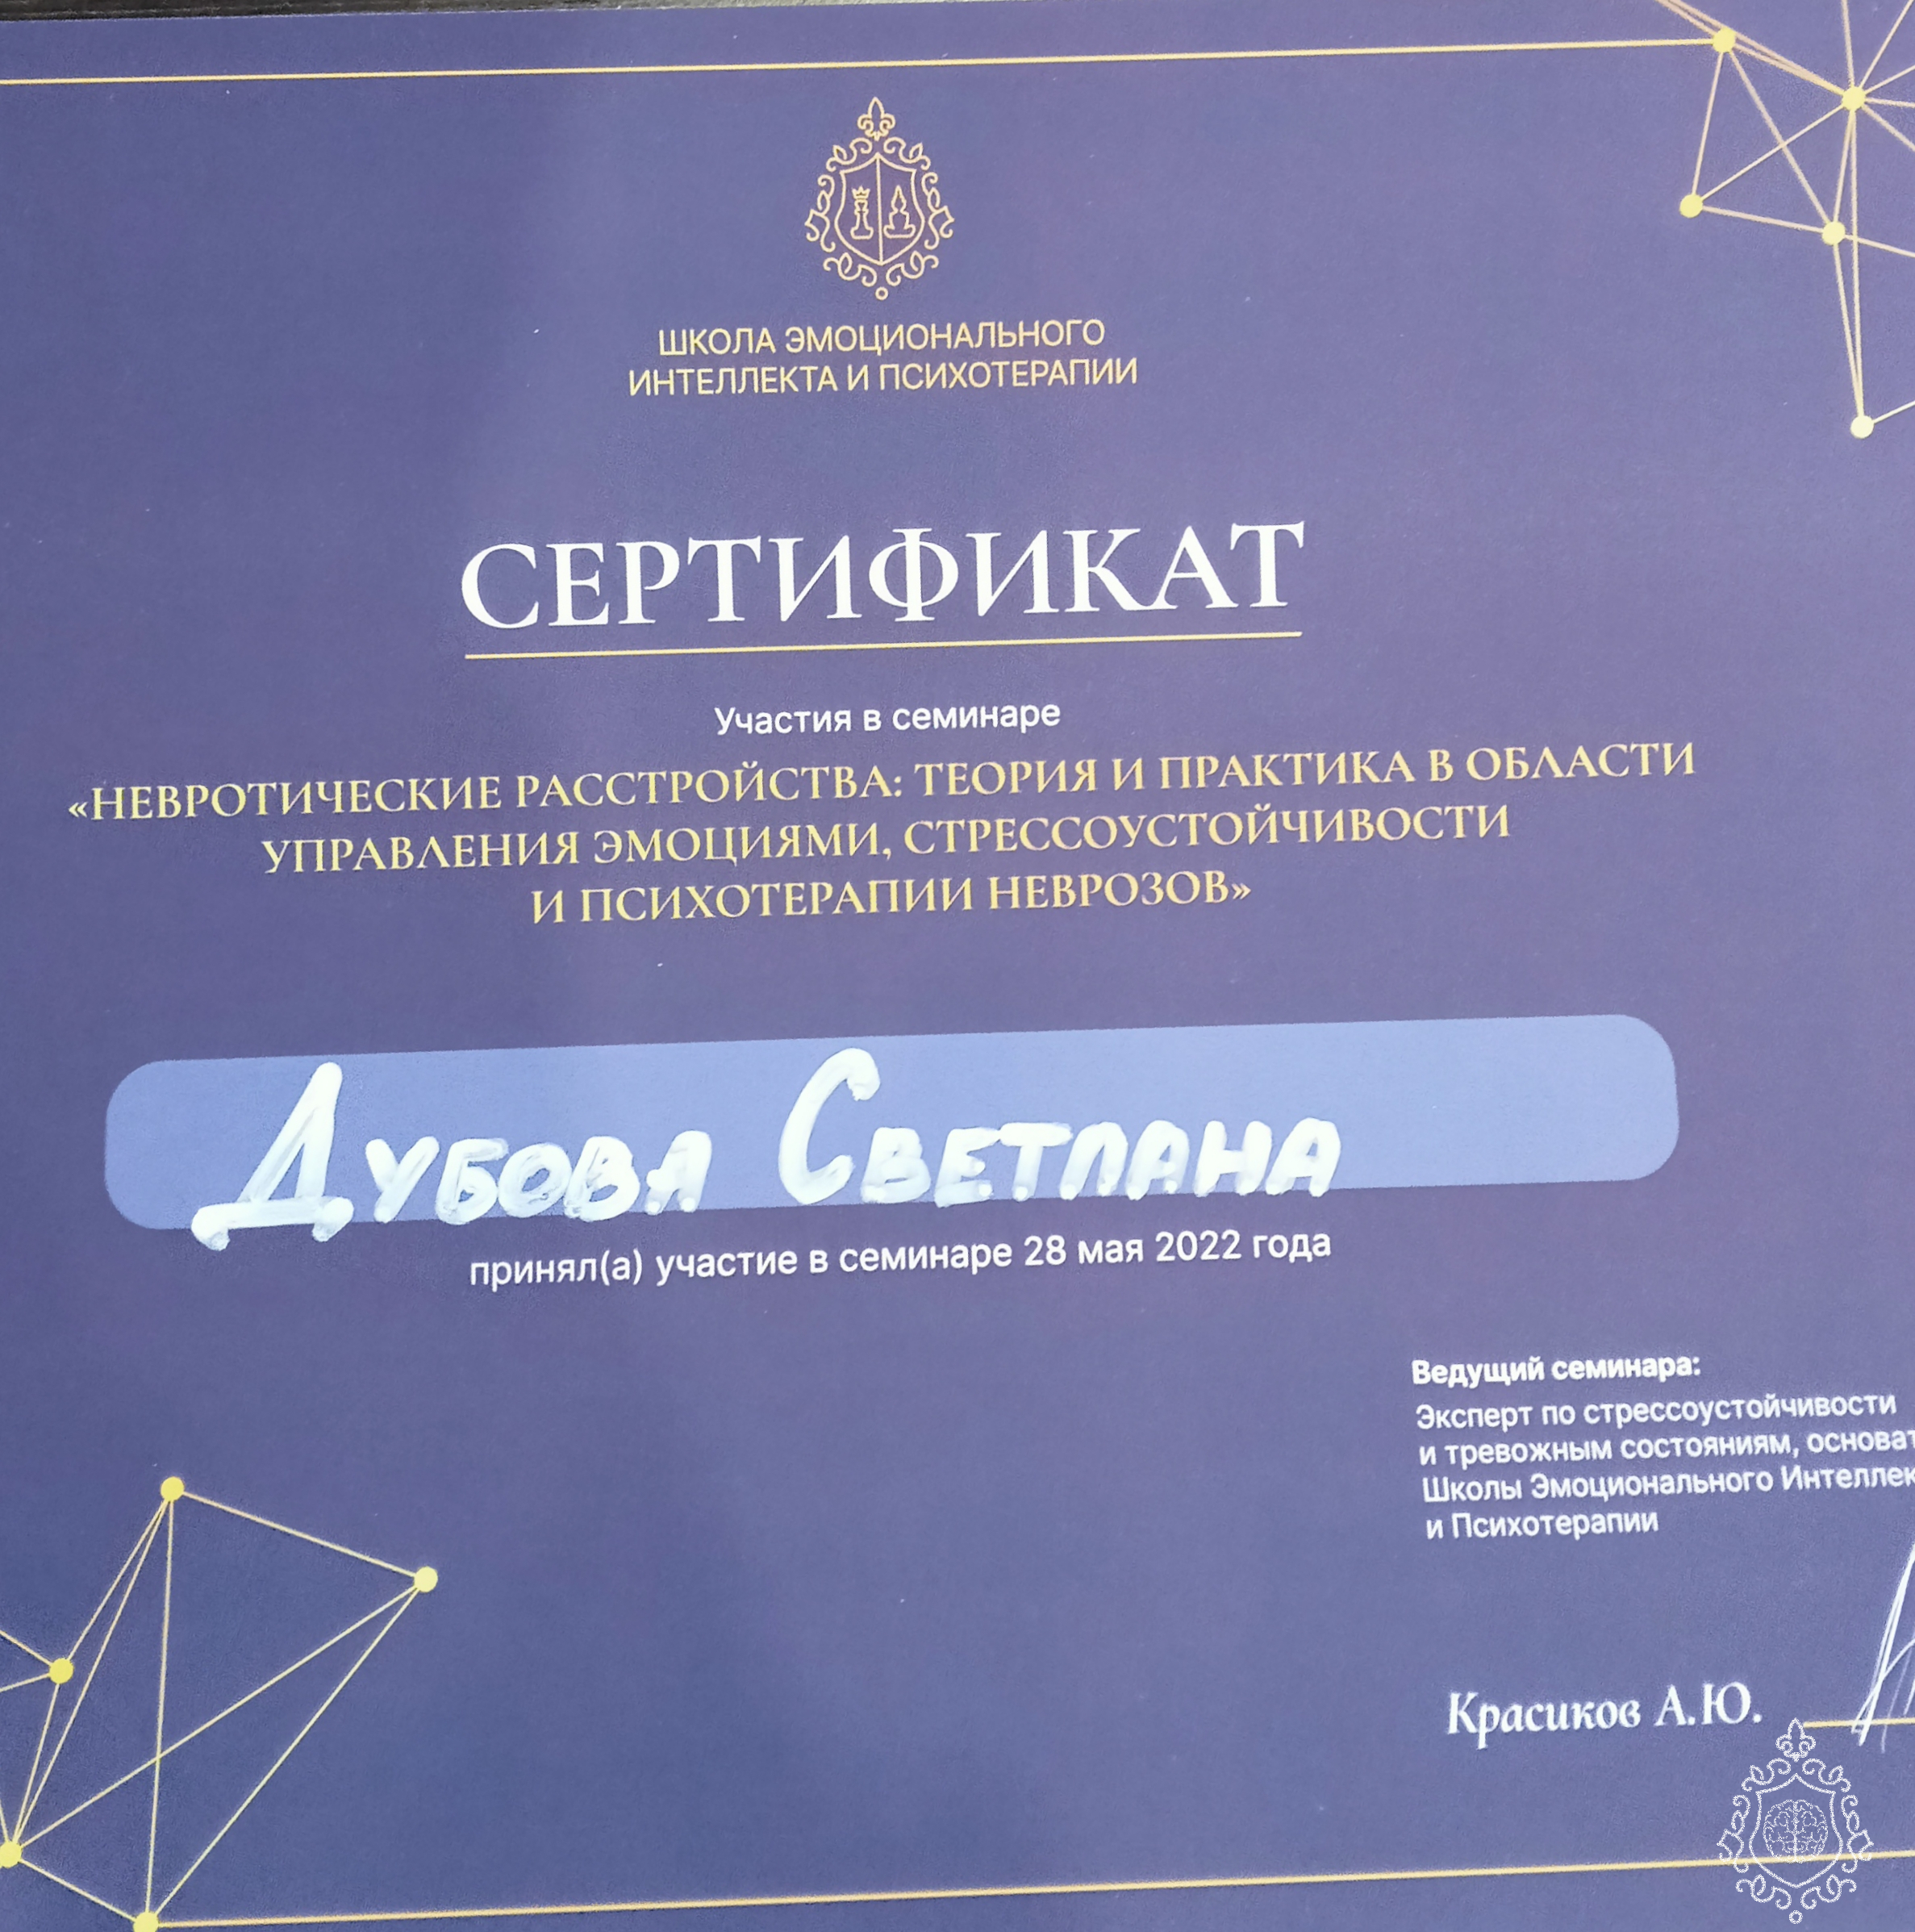 ШКОЛА ЭМОЦИОНАЛЬНОГО
ИНТЕЛЛЕКТА И ПСИХОТЕРАПИИ
СЕРТИФИКАТ
Участия в семинаре
«НЕВРОТИЧЕСКИЕ РАССТРОЙСТВА: ТЕОРИЯ И ПРАКТИКА В ОБЛАСТИ
УПРАВЛЕНИЯ ЭМОЦИЯМИ, СТРЕССОУСТОЙЧИВОСТИ
И ПСИХОТЕРАПИИ НЕВРОЗОВ»
ДУБОВА СВЕТЛАНА
принял(а) участие в семинаре 28 мая 2022 года
Ведущий семинара:
Эксперт по стрессоустойчивости
и тревожным состояниям,
Школы Эмоционального
и Психотерапии
Красиков А.Ю.